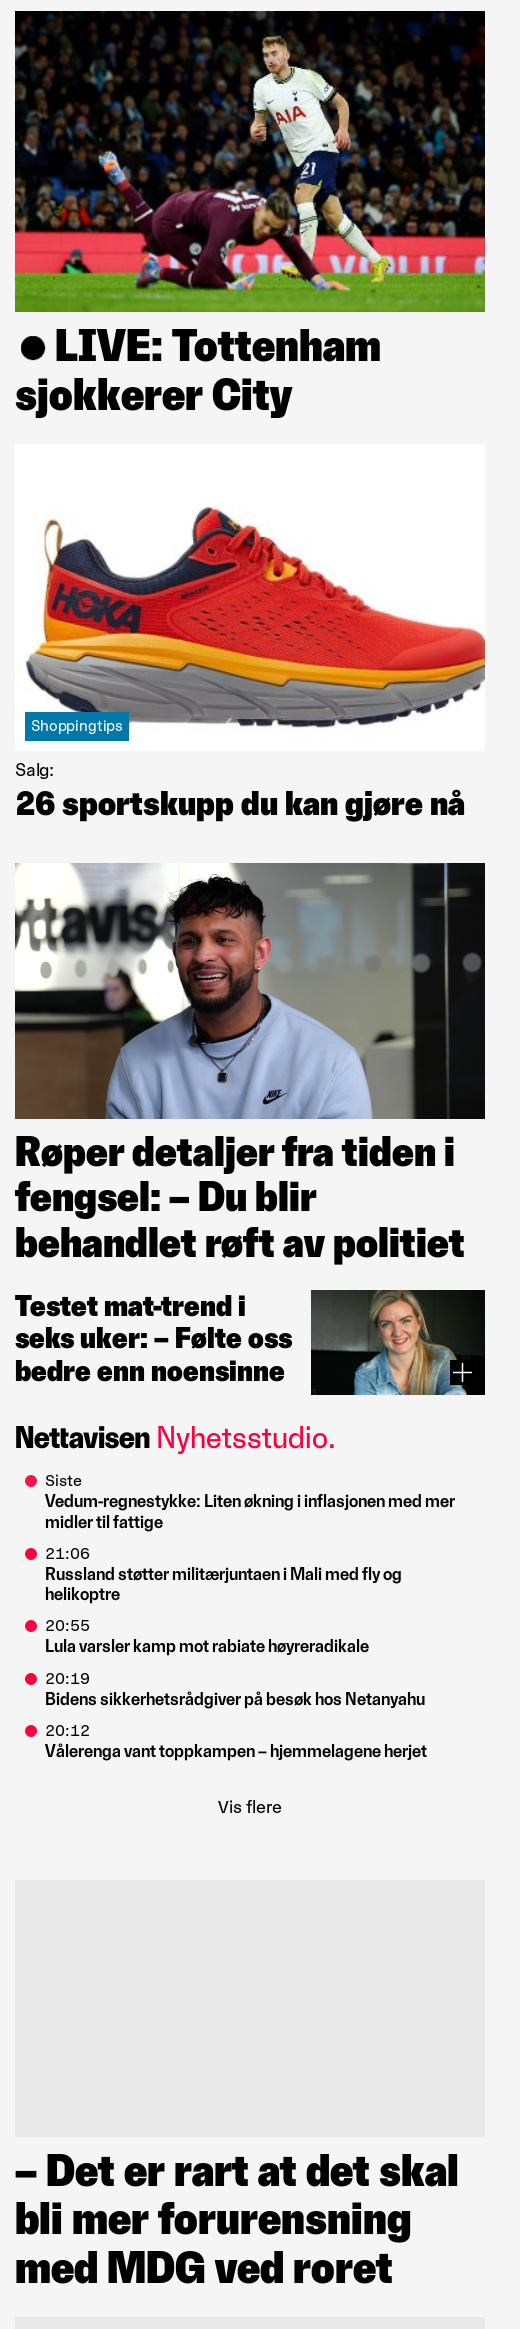 AIA
21
LIVE: Tottenham
sjokkerer City
HOKA
Shoppingtips
Salg:
26 sportskupp du kan gjøre nå
ttavis
Røper detaljer fra tiden i
fengsel: – Du blir
behandlet røft av politiet
Testet mat-trend i
seks uker: – Følte oss
bedre enn noensinne
Nettavisen Nyhetsstudio.
Siste
Vedum-regnestykke: Liten økning i inflasjonen med mer
midler til fattige
21:06
Russland støtter militærjuntaen i Mali med fly og
helikoptre
20:55
Lula varsler kamp mot rabiate høyreradikale
20:19
Bidens sikkerhetsrådgiver på besøk hos Netanyahu
20:12
Vålerenga vant toppkampen – hjemmelagene herjet
Vis flere
– Det er rart at det skal
bli mer forurensning
med MDG ved roret